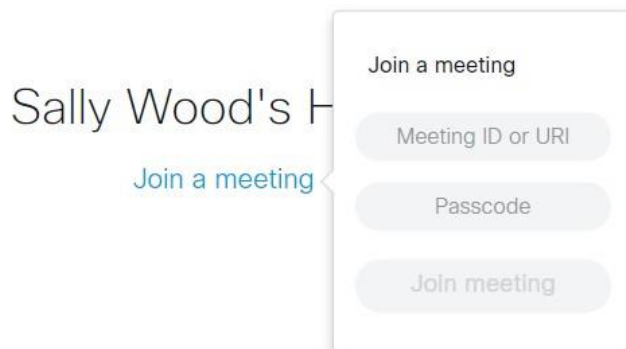 Sally Wood's H
Join a meeting
Join a meeting
Meeting ID or URI
Passcode
Join meeting